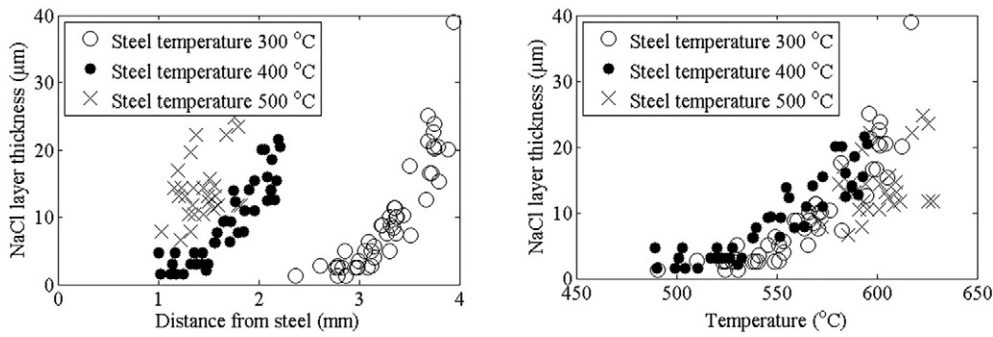 40
30
20
10
0
NaCl layer thickness (μm)
Steel temperature 300 °C
Steel temperature 400 °C
Steel temperature 500 °C
0 1 2 3 4
Distance from steel (mm)
40
30
20
10
0
NaCl layer thickness (μm)
Steel temperature 300 °C
Steel temperature 400 °C
Steel temperature 500 °C
450 500 550 600 650
Temperature (°C)